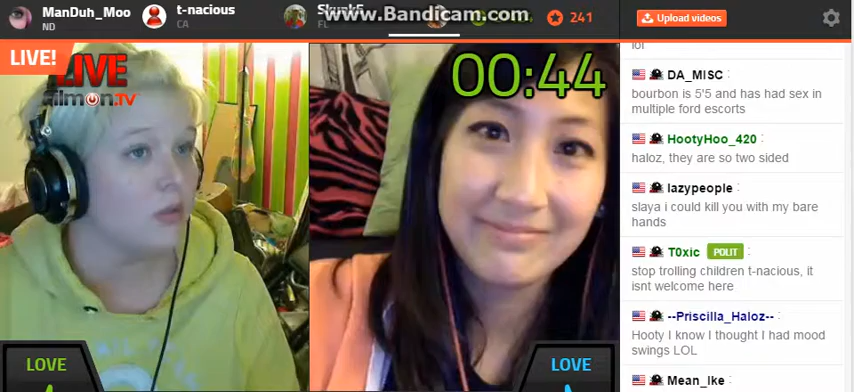 ManDuh_Moo
ND
t-nacious
CA
FL
www.Bandicam.com
241
Upload videos
LIVE!
LIVE
filmon.TV
00:44
lol
DA_MISC :
bourbon is 5'5 and has had sex in
multiple ford escorts
HootyHoo_420 :
haloz, they are so two sided
lazypeople :
slaya i could kill you with my bare
hands
T0xic POLIT :
stop trolling children t-nacious, it
isnt welcome here
--Priscilla_Haloz-- :
Hooty I know I thought I had mood
swings LOL
Mean_Ike :
LOVE
LOVE